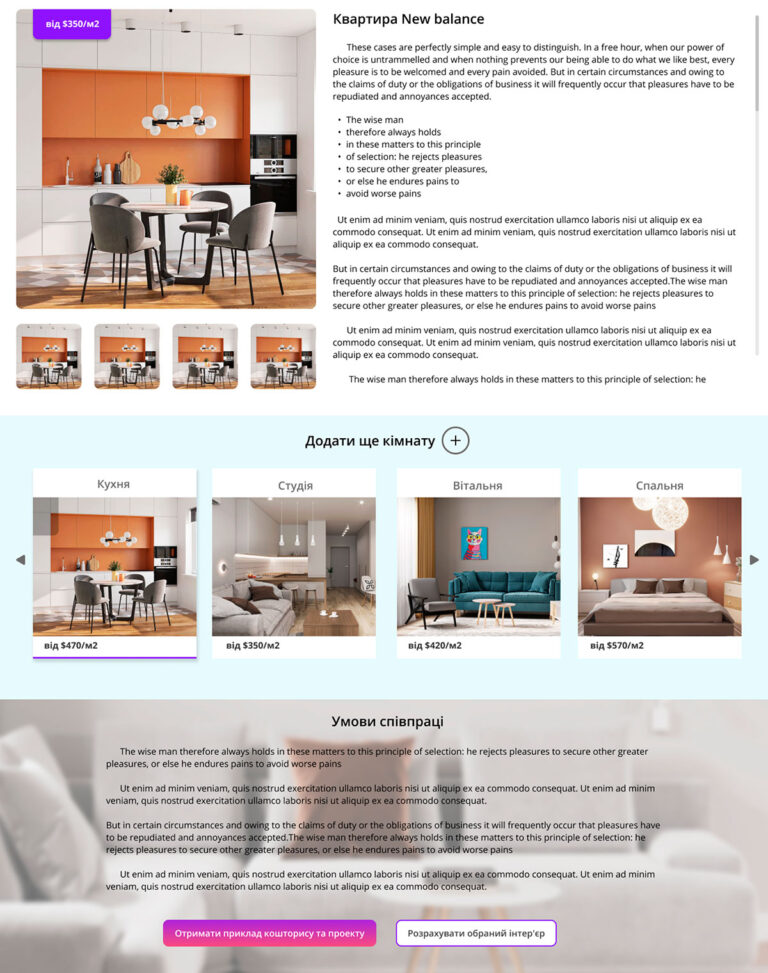 від $350/м2
Квартира New balance
These cases are perfectly simple and easy to distinguish. In a free hour, when our power of
choice is untrammelled and when nothing prevents our being able to do what we like best, every
pleasure is to be welcomed and every pain avoided. But in certain circumstances and owing to
the claims of duty or the obligations of business it will frequently occur that pleasures have to be
repudiated and annoyances accepted.
• The wise man
• therefore always holds
• in these matters to this principle
• of selection: he rejects pleasures
• to secure other greater pleasures,
• or else he endures pains to
• avoid worse pains
Ut enim ad minim veniam, quis nostrud exercitation ullamco laboris nisi ut aliquip ex ea
commodo consequat. Ut enim ad minim veniam, quis nostrud exercitation ullamco laboris nisi ut
aliquip ex ea commodo consequat.
But in certain circumstances and owing to the claims of duty or the obligations of business it will
frequently occur that pleasures have to be repudiated and annoyances accepted.The wise man
therefore always holds in these matters to this principle of selection: he rejects pleasures to
secure other greater pleasures, or else he endures pains to avoid worse pains
Ut enim ad minim veniam, quis nostrud exercitation ullamco laboris nisi ut aliquip ex ea
commodo consequat. Ut enim ad minim veniam, quis nostrud exercitation ullamco laboris nisi ut
aliquip ex ea commodo consequat.
The wise man therefore always holds in these matters to this principle of selection: he
Додати ще кімнату
Кухня
Студія
Вітальня
Спальня
від $470/м2
від $350/м2
від $420/м2
від $570/м2
Умови співпраці
The wise man therefore always holds in these matters to this principle of selection: he rejects pleasures to secure other greater
pleasures, or else he endures pains to avoid worse pains
Ut enim ad minim veniam, quis nostrud exercitation ullamco laboris nisi ut aliquip ex ea commodo consequat. Ut enim ad minim
veniam, quis nostrud exercitation ullamco laboris nisi ut aliquip ex ea commodo consequat.
But in certain circumstances and owing to the claims of duty or the obligations of business it will frequently occur that pleasures have
to be repudiated and annoyances accepted.The wise man therefore always holds in these matters to this principle of selection: he
rejects pleasures to secure other greater pleasures, or else he endures pains to avoid worse pains
Ut enim ad minim veniam, quis nostrud exercitation ullamco laboris nisi ut aliquip ex ea commodo consequat. Ut enim ad minim
veniam, quis nostrud exercitation ullamco laboris nisi ut aliquip ex ea commodo consequat.
Отримати приклад кошторису та проекту
Розрахувати обраний інтер'єр